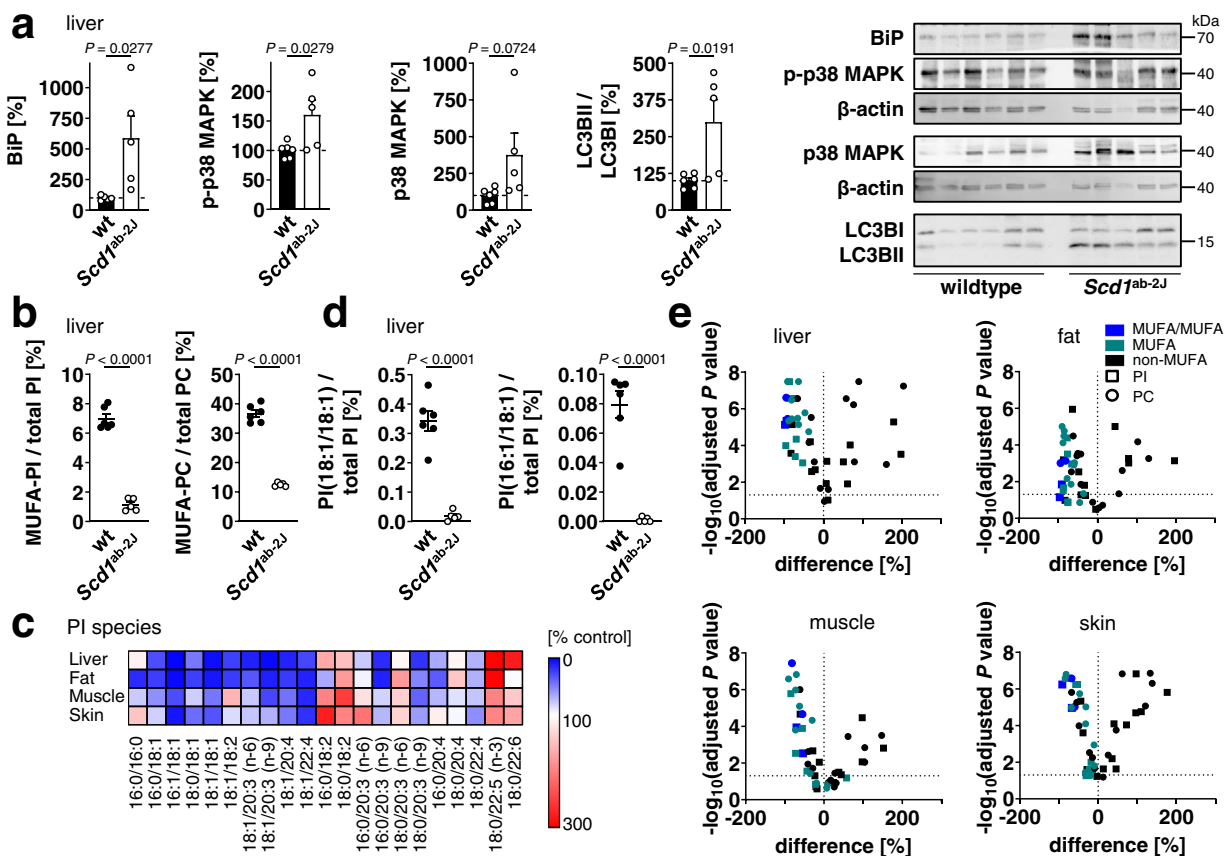 a liver
P = 0.0277
BiP [%]
1000
750
500
250
100
0
wt
Scd1ab-2J
P = 0.0279
p-p38 MAPK [%]
200
150
100
50
0
wt
Scd1ab-2J
P = 0.0724
p38 MAPK [%]
1000
750
500
250
100
0
wt
Scd1ab-2J
P = 0.0191
LC3BII /
LC3BI [%]
500
375
250
125
0
wt
Scd1ab-2J
kDa
BiP 70
p-p38 MAPK 40
β-actin 40
p38 MAPK 40
β-actin 40
LC3BI 15
LC3BII
wildtype Scd1ab-2J
b liver
P < 0.0001
MUFA-PI / total PI [%]
10
8
6
4
2
0
wt
Scd1ab-2J
P < 0.0001
MUFA-PC / total PC [%]
50
40
30
20
10
0
wt
Scd1ab-2J
d liver
P < 0.0001
PI(18:1/18:1) /
total PI [%]
0.5
0.4
0.3
0.2
0.1
0.0
wt
Scd1ab-2J
P < 0.0001
PI(16:1/18:1) /
total PI [%]
0.10
0.08
0.06
0.04
0.02
0.00
wt
Scd1ab-2J
c PI species
[% control]
Liver
Fat
Muscle
Skin
0
100
300
16:0/16:0
16:0/18:1
16:1/18:1
18:0/18:1
18:1/18:1
18:1/18:2
18:1/20:3 (n-6)
18:1/20:3 (n-9)
18:1/20:4
18:1/22:4
16:0/18:2
18:0/18:2
16:0/20:3 (n-6)
16:0/20:3 (n-9)
18:0/20:3 (n-6)
18:0/20:3 (n-9)
16:0/20:4
18:0/20:4
18:0/22:4
18:0/22:5 (n-3)
18:0/22:6
e liver
-log10(adjusted P value)
8
6
4
2
0
-200 0 200
difference [%]
fat
MUFA/MUFA
MUFA
non-MUFA
PI
PC
-log10(adjusted P value)
8
6
4
2
0
-200 0 200
difference [%]
muscle
-log10(adjusted P value)
8
6
4
2
0
-200 0 200
difference [%]
skin
-log10(adjusted P value)
8
6
4
2
0
-200 0 200
difference [%]